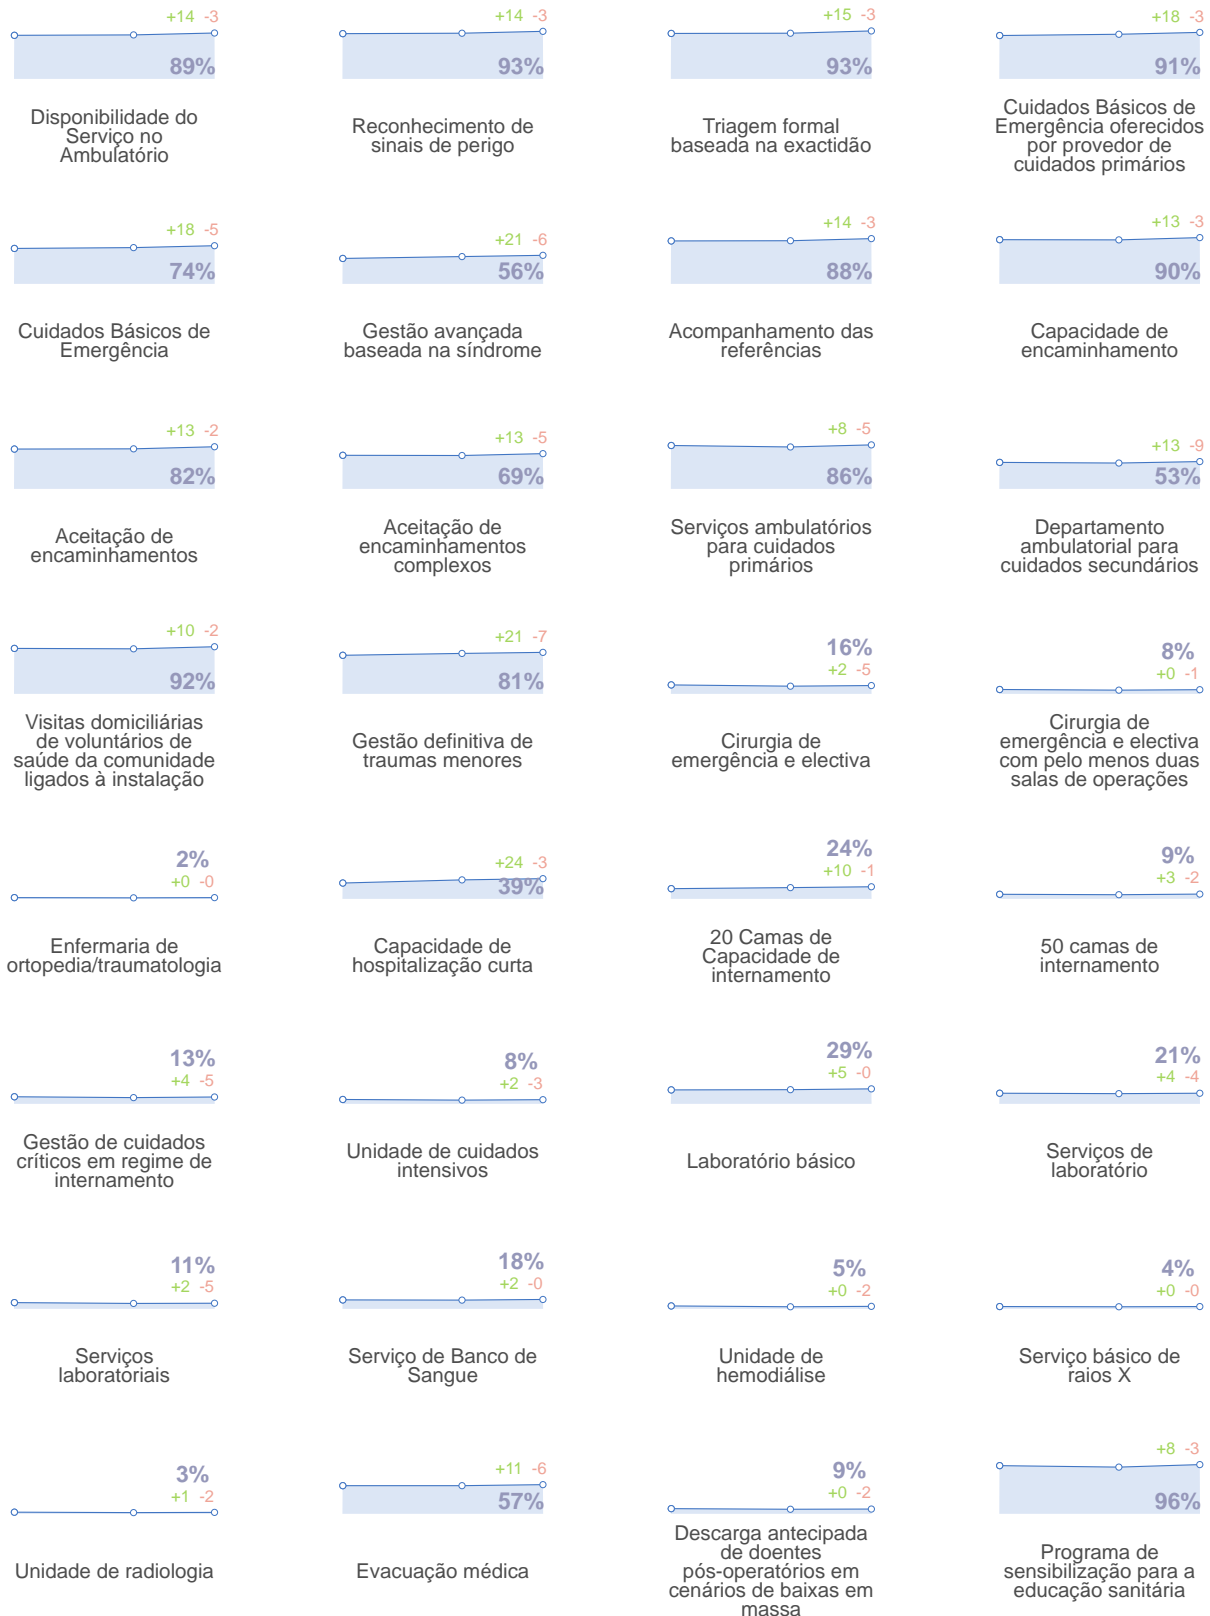 +14 -3
89%
Disponibilidade do
Serviço no
Ambulatório
+14 -3
93%
Reconhecimento de
sinais de perigo
+15 -3
93%
Triagem formal
baseada na exactidão
+18 -3
91%
Cuidados Básicos de
Emergência oferecidos
por provedor de
cuidados primários
+18 -5
74%
Cuidados Básicos de
Emergência
+21 -6
56%
Gestão avançada
baseada na síndrome
+14 -3
88%
Acompanhamento das
referências
+13 -3
90%
Capacidade de
encaminhamento
+13 -2
82%
Aceitação de
encaminhamentos
+13 -5
69%
Aceitação de
encaminhamentos
complexos
+8 -5
86%
Serviços ambulatórios
para cuidados
primários
+13 -9
53%
Departamento
ambulatorial para
cuidados secundários
+10 -2
92%
Visitas domiciliárias
de voluntários de
saúde da comunidade
ligados à instalação
+21 -7
81%
Gestão definitiva de
traumas menores
16%
+2 -5
Cirurgia de
emergência e electiva
8%
+0 -1
Cirurgia de
emergência e electiva
com pelo menos duas
salas de operações
2%
+0 -0
Enfermaria de
ortopedia/traumatologia
+24 -3
39%
Capacidade de
hospitalização curta
24%
+10 -1
20 Camas de
Capacidade de
internamento
9%
+3 -2
50 camas de
internamento
13%
+4 -5
Gestão de cuidados
críticos em regime de
internamento
8%
+2 -3
Unidade de cuidados
intensivos
29%
+5 -0
Laboratório básico
21%
+4 -4
Serviços de
laboratório
11%
+2 -5
Serviços
laboratoriais
18%
+2 -0
Serviço de Banco de
Sangue
5%
+0 -2
Unidade de
hemodiálise
4%
+0 -0
Serviço básico de
raios X
3%
+1 -2
Unidade de radiologia
+11 -6
57%
Evacuação médica
9%
+0 -2
Descarga antecipada
de doentes
pós-operatórios em
cenários de baixas em
massa
+8 -3
96%
Programa de
sensibilização para a
educação sanitária